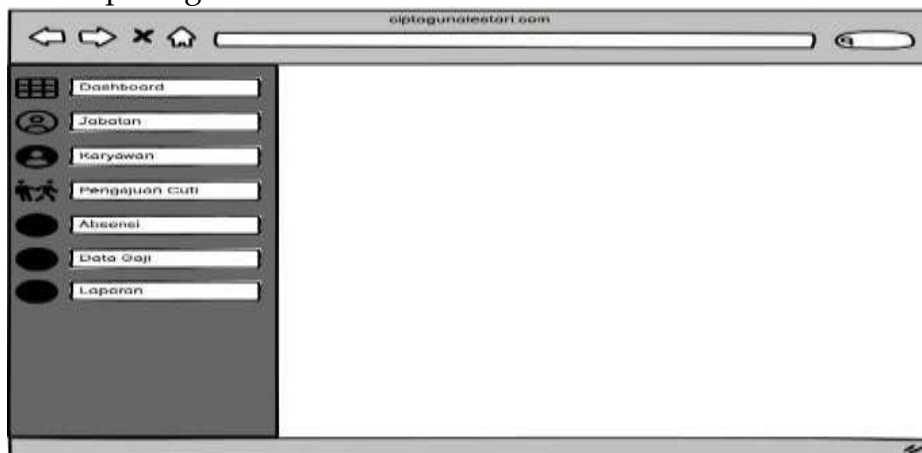 ciptagunalestari.com
Dashboard
Jabatan
Karyawan
Pengajuan Cuti
Absensi
Data Gaji
Laporan